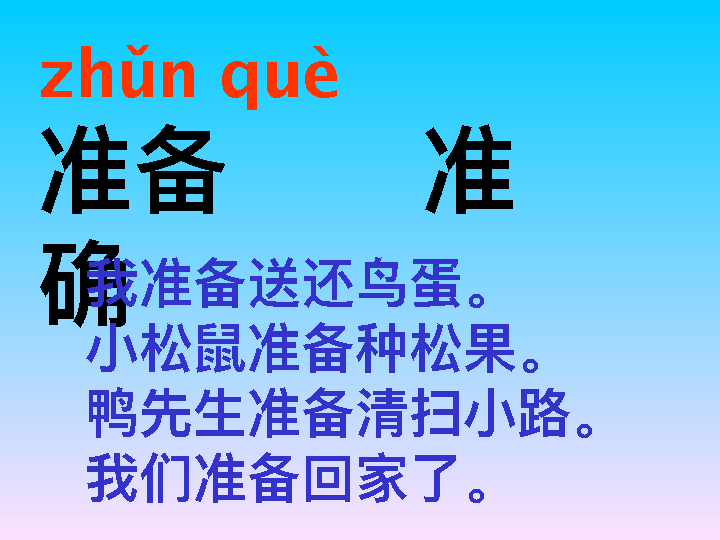 zhǔn què
准备 准
确
我准备送还鸟蛋。
小松鼠准备种松果。
鸭先生准备清扫小路。
我们准备回家了。